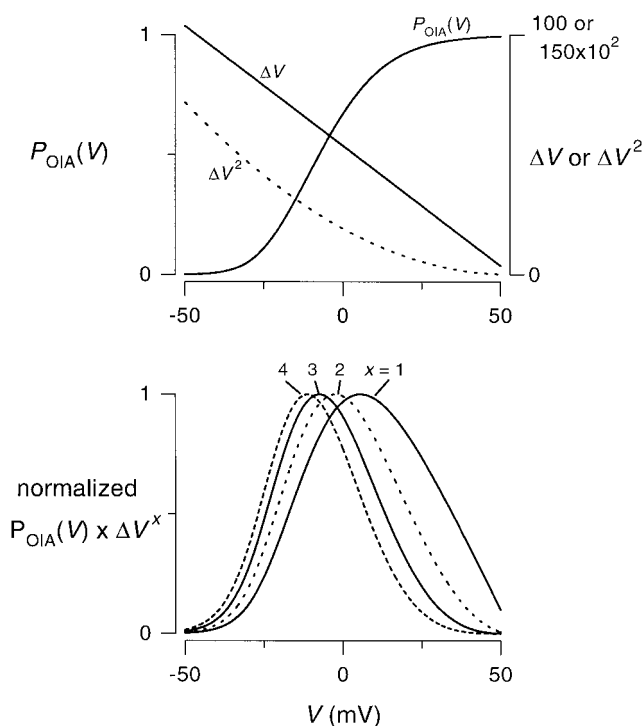 1
P_OIA(V)
0
ΔV
ΔV²
P_OIA(V)
100 or
150x10²
ΔV or ΔV²
0
-50
0
50
4 3 2 x = 1
1
normalized
P_OIA(V) x ΔV^x
0
-50
0
50
V (mV)